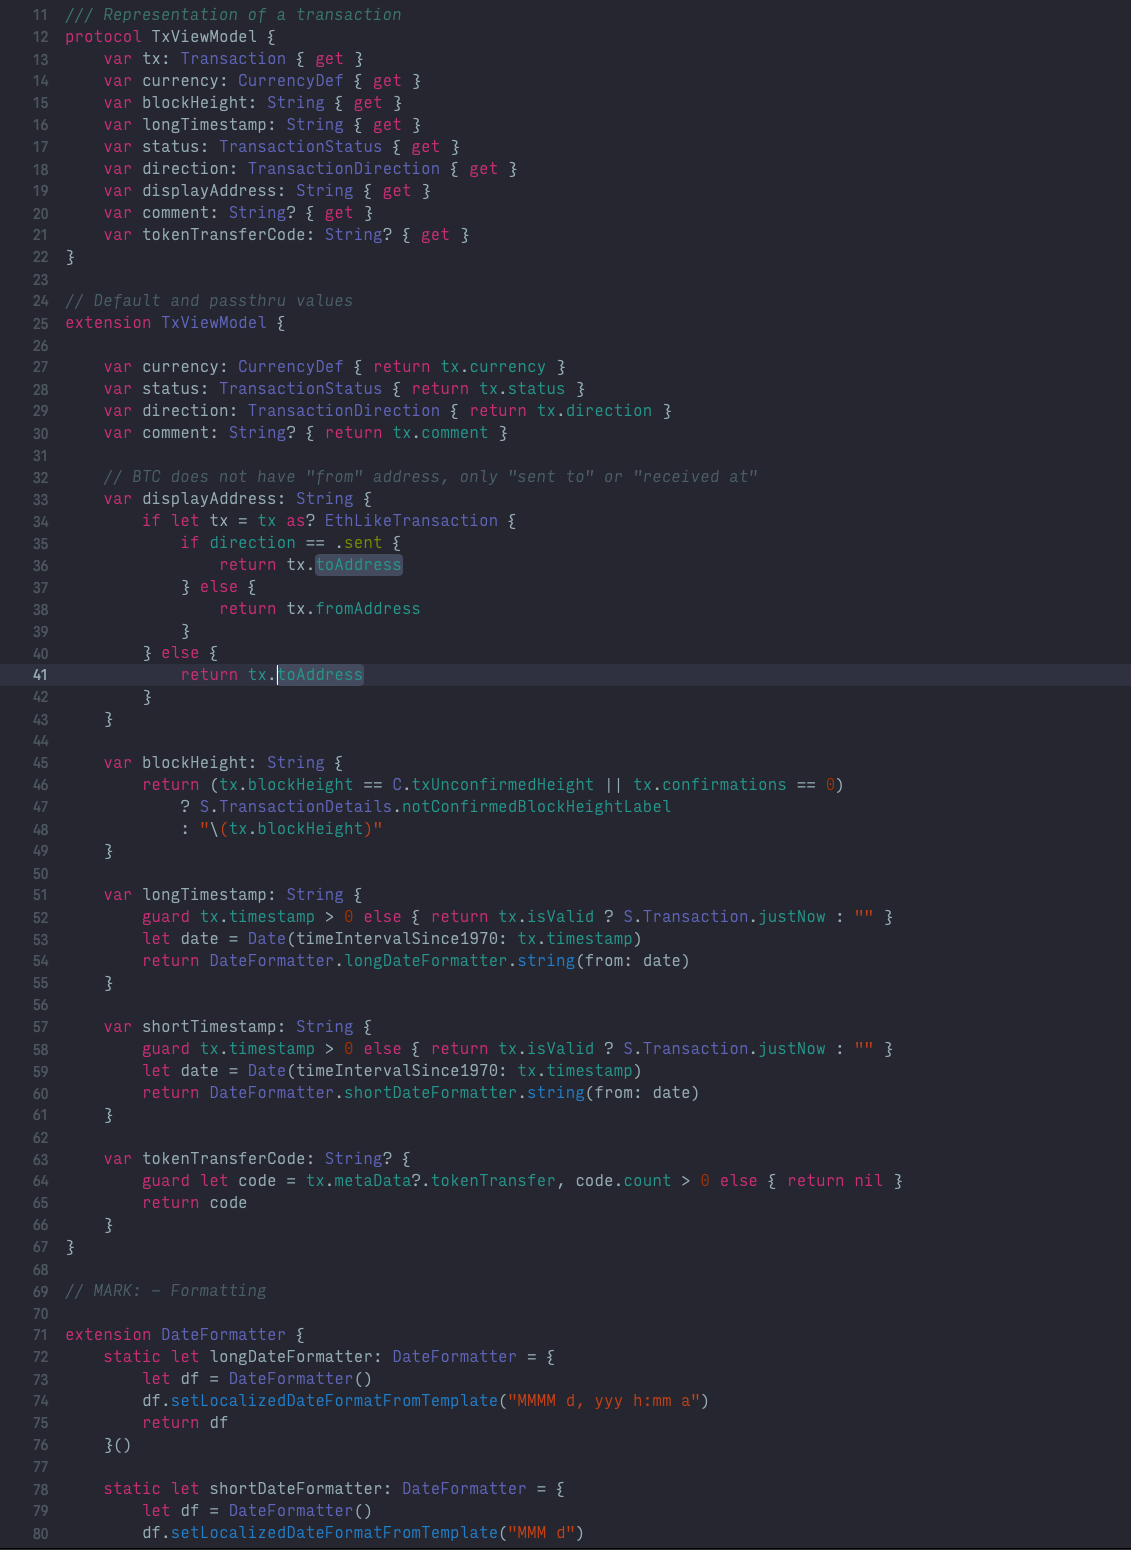 11 /// Representation of a transaction
12 protocol TxViewModel {
13     var tx: Transaction { get }
14     var currency: CurrencyDef { get }
15     var blockHeight: String { get }
16     var longTimestamp: String { get }
17     var status: TransactionStatus { get }
18     var direction: TransactionDirection { get }
19     var displayAddress: String { get }
20     var comment: String? { get }
21     var tokenTransferCode: String? { get }
22 }
23
24 // Default and passthru values
25 extension TxViewModel {
26
27     var currency: CurrencyDef { return tx.currency }
28     var status: TransactionStatus { return tx.status }
29     var direction: TransactionDirection { return tx.direction }
30     var comment: String? { return tx.comment }
31
32     // BTC does not have "from" address, only "sent to" or "received at"
33     var displayAddress: String {
34         if let tx = tx as? EthLikeTransaction {
35             if direction == .sent {
36                 return tx.toAddress
37             } else {
38                 return tx.fromAddress
39             }
40         } else {
41             return tx.toAddress
42         }
43     }
44
45     var blockHeight: String {
46         return (tx.blockHeight == C.txUnconfirmedHeight || tx.confirmations == 0)
47             ? S.TransactionDetails.notConfirmedBlockHeightLabel
48             : "\(tx.blockHeight)"
49     }
50
51     var longTimestamp: String {
52         guard tx.timestamp > 0 else { return tx.isValid ? S.Transaction.justNow : "" }
53         let date = Date(timeIntervalSince1970: tx.timestamp)
54         return DateFormatter.longDateFormatter.string(from: date)
55     }
56
57     var shortTimestamp: String {
58         guard tx.timestamp > 0 else { return tx.isValid ? S.Transaction.justNow : "" }
59         let date = Date(timeIntervalSince1970: tx.timestamp)
60         return DateFormatter.shortDateFormatter.string(from: date)
61     }
62
63     var tokenTransferCode: String? {
64         guard let code = tx.metaData?.tokenTransfer, code.count > 0 else { return nil }
65         return code
66     }
67 }
68
69 // MARK: - Formatting
70
71 extension DateFormatter {
72     static let longDateFormatter: DateFormatter = {
73         let df = DateFormatter()
74         df.setLocalizedDateFormatFromTemplate("MMMM d, yyy h:mm a")
75         return df
76     }()
77
78     static let shortDateFormatter: DateFormatter = {
79         let df = DateFormatter()
80         df.setLocalizedDateFormatFromTemplate("MMM d")